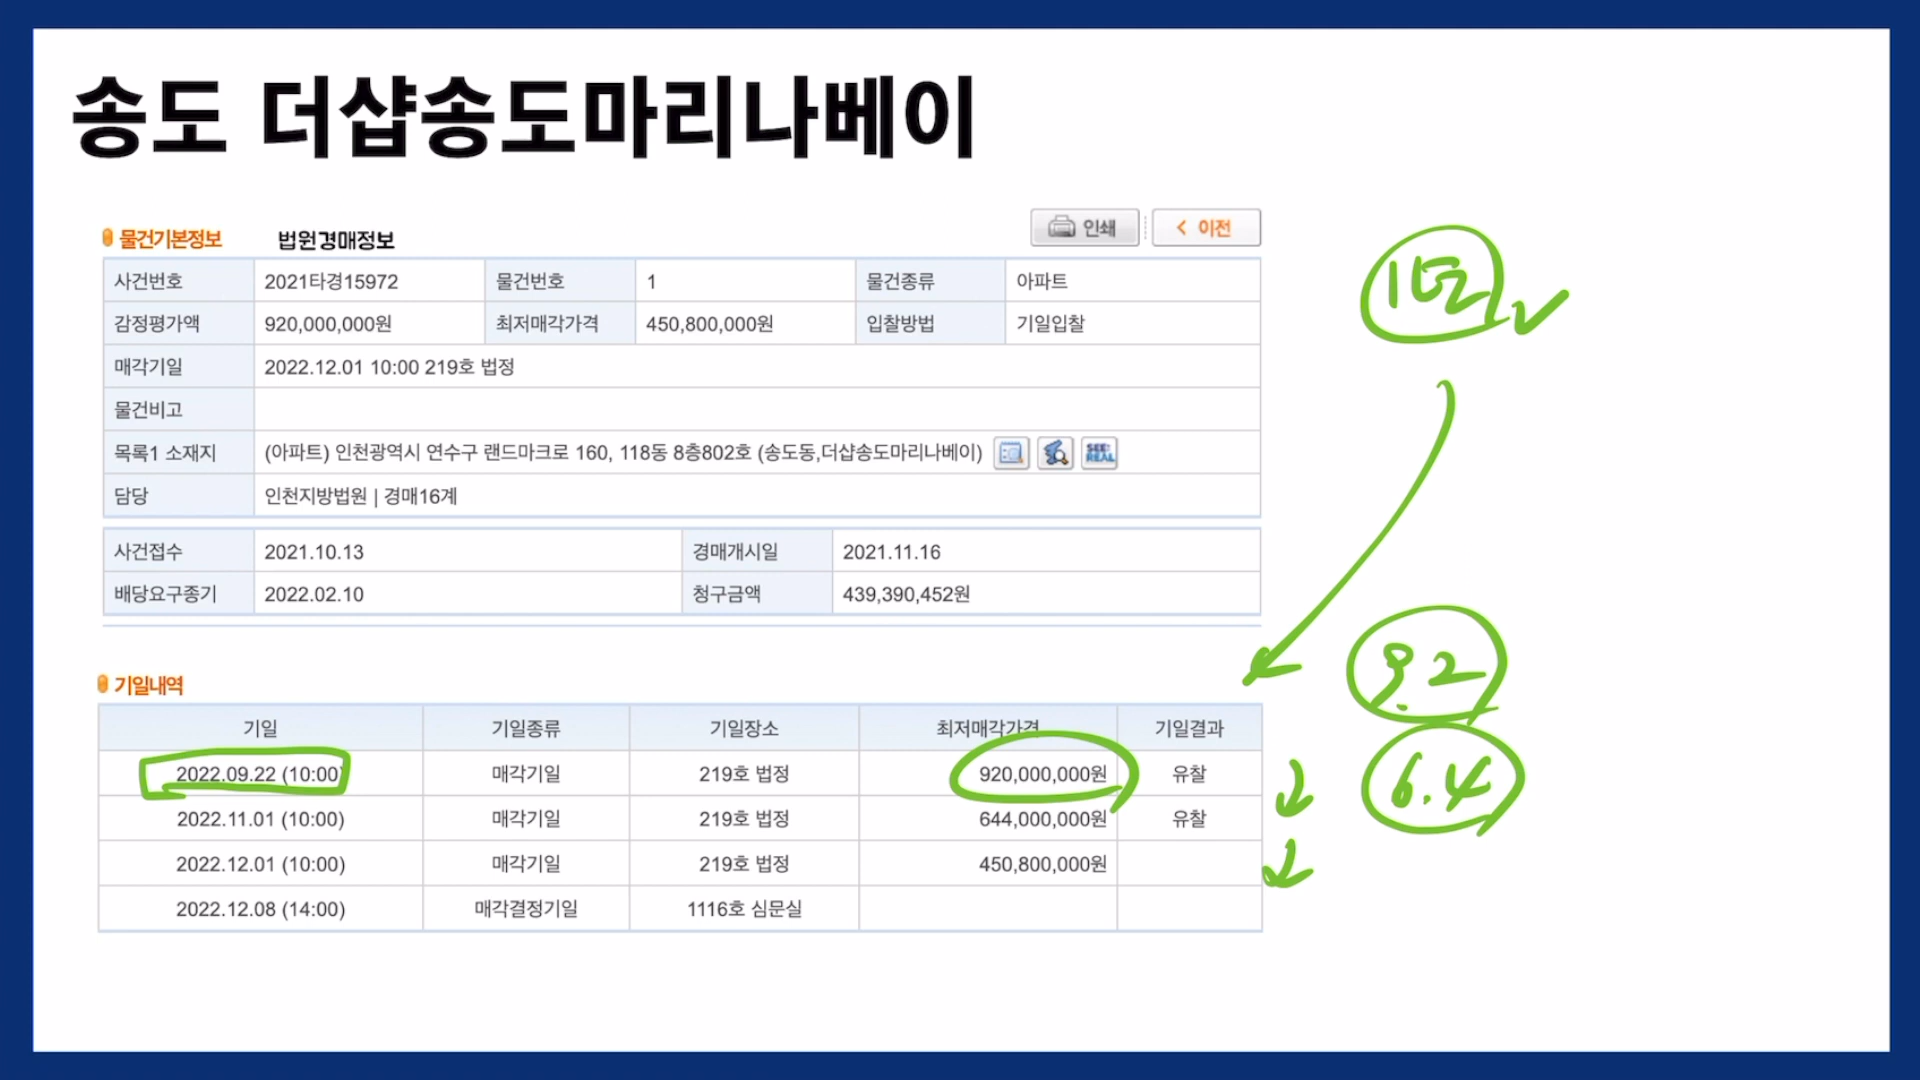 송도 더샵송도마리나베이
물건기본정보 법원경매정보 인쇄 이전
사건번호 2021타경15972 물건번호 1 물건종류 아파트
감정평가액 920,000,000원 최저매각가격 450,800,000원 입찰방법 기일입찰
매각기일 2022.12.01 10:00 219호 법정
물건비고
목록1 소재지 (아파트) 인천광역시 연수구 랜드마크로 160, 118동 8층802호 (송도동,더샵송도마리나베이) SEE: REAL
담당 인천지방법원 | 경매16계
사건접수 2021.10.13 경매개시일 2021.11.16
배당요구종기 2022.02.10 청구금액 439,390,452원
기일내역
기일 기일종류 기일장소 최저매각가격 기일결과
2022.09.22 (10:00) 매각기일 219호 법정 920,000,000원 유찰
2022.11.01 (10:00) 매각기일 219호 법정 644,000,000원 유찰
2022.12.01 (10:00) 매각기일 219호 법정 450,800,000원
2022.12.08 (14:00) 매각결정기일 1116호 심문실
1년
9.2
6.4